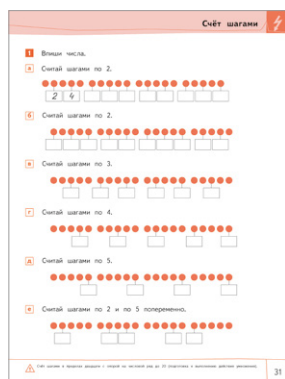 Счёт шагами
1 Впиши числа.
а Считай шагами по 2.
2 4
б Считай шагами по 2.
в Считай шагами по 3.
г Считай шагами по 4.
д Считай шагами по 5.
е Считай шагами по 2 и по 5 попеременно.
31